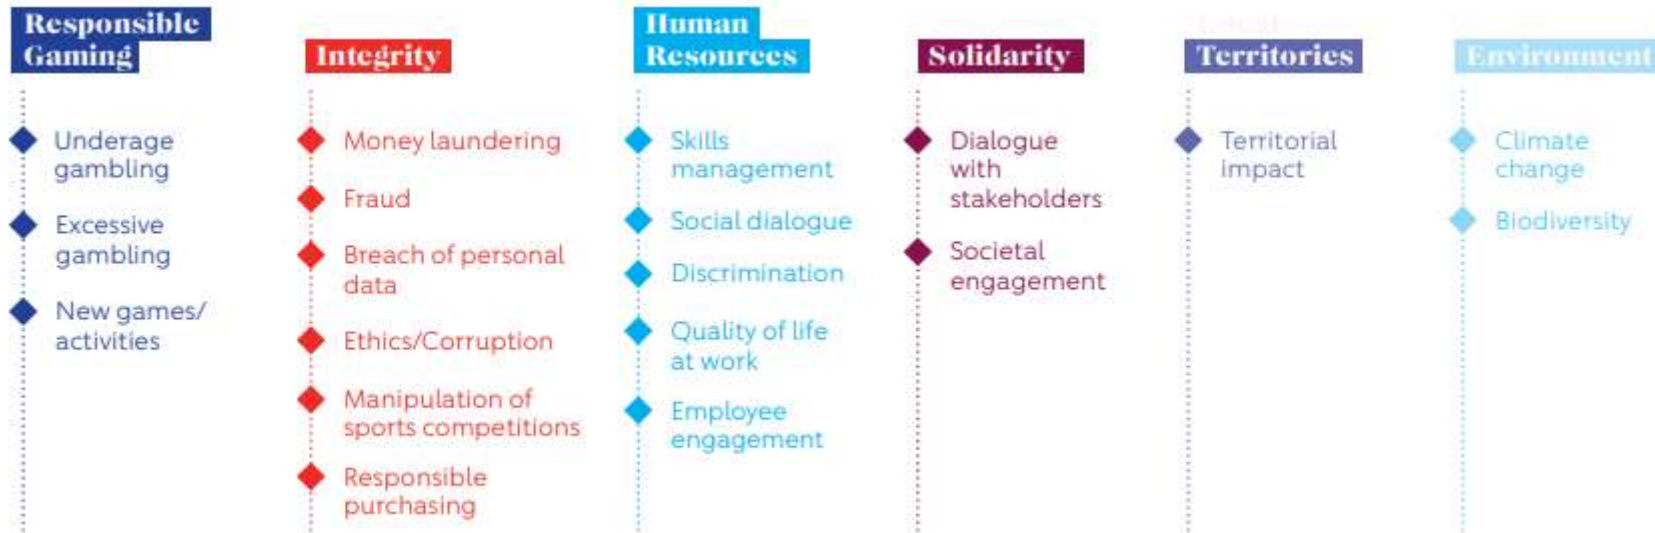 Responsible
Gaming
Underage
gambling
Excessive
gambling
New games/
activities
Integrity
Money laundering
Fraud
Breach of personal
data
Ethics/Corruption
Manipulation of
sports competitions
Responsible
purchasing
Human
Resources
Skills
management
Social dialogue
Discrimination
Quality of life
at work
Employee
engagement
Solidarity
Dialogue
with
stakeholders
Societal
engagement
Territories
Territorial
impact
Environment
Climate
change
Biodiversity